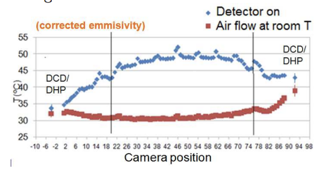 (corrected emmisivity)
Detector on
Air flow at room T
55
50
45
40
35
30
25
T (°C)
DCD/
DHP
DCD/
DHP
-10 -6 -2 2 6 10 14 18 22 26 30 34 38 42 46 50 54 58 62 66 70 74 78 82 86 90 94 98
Camera position